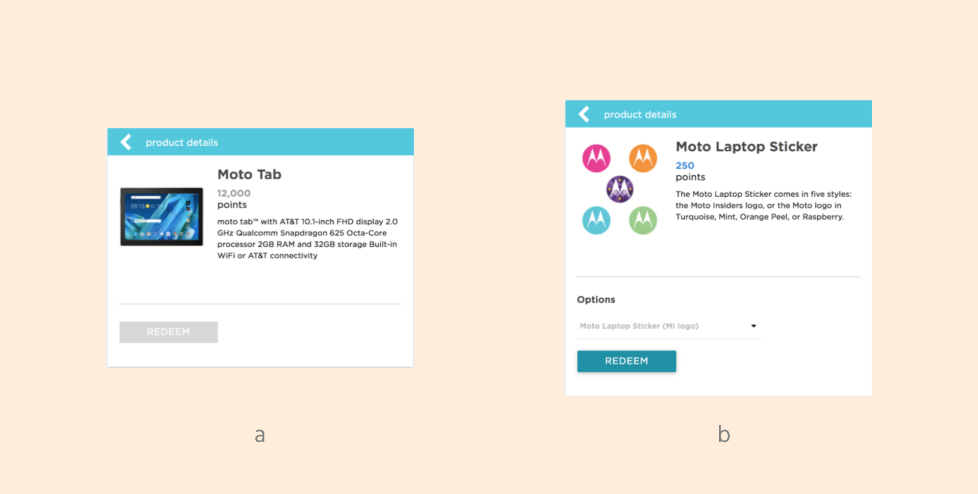 product details
Moto Tab
12,000
points
moto tab™ with AT&T 10.1-inch FHD display 2.0
GHz Qualcomm Snapdragon 625 Octa-Core
processor 2GB RAM and 32GB storage Built-in
WiFi or AT&T connectivity
REDEEM
a
product details
Moto Laptop Sticker
250
points
The Moto Laptop Sticker comes in five styles:
the Moto Insiders logo, or the Moto logo in
Turquoise, Mint, Orange Peel, or Raspberry.
Options
Moto Laptop Sticker (MI logo)
REDEEM
b